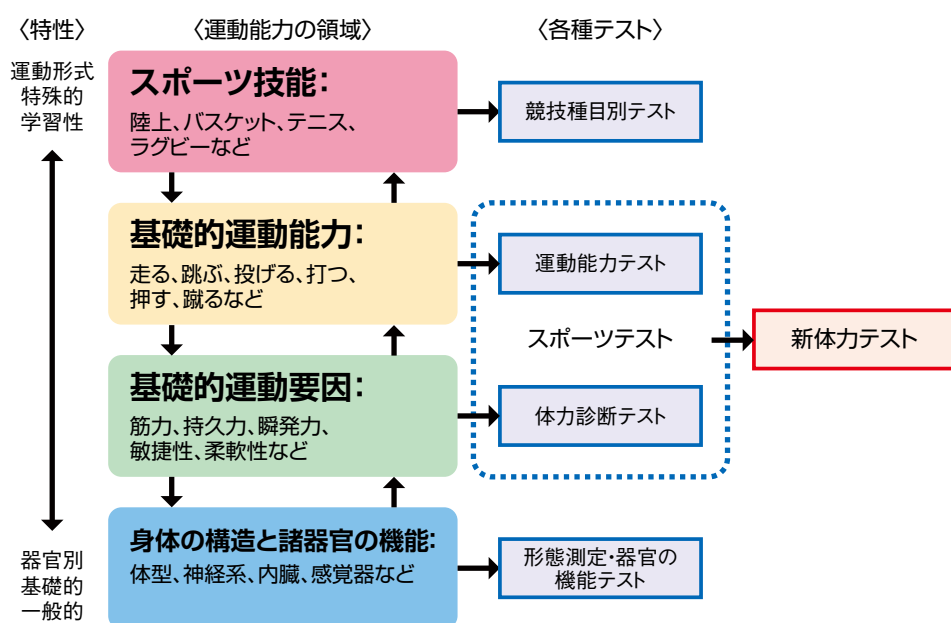 〈特性〉
〈運動能力の領域〉
〈各種テスト〉
運動形式
特殊的
学習性
スポーツ技能：
陸上、バスケット、テニス、
ラグビーなど
競技種目別テスト
基礎的運動能力：
走る、跳ぶ、投げる、打つ、
押す、蹴るなど
運動能力テスト
スポーツテスト
新体力テスト
基礎的運動要因：
筋力、持久力、瞬発力、
敏捷性、柔軟性など
体力診断テスト
器官別
基礎的
一般的
身体の構造と諸器官の機能：
体型、神経系、内臓、感覚器など
形態測定・器官の
機能テスト